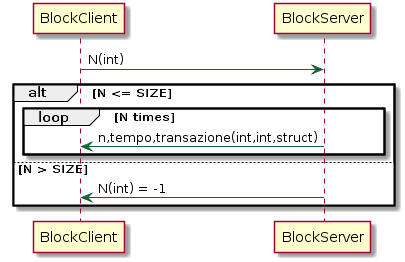 BlockClient BlockServer
N(int)
alt [N <= SIZE]
loop [N times]
n,tempo,transazione(int,int,struct)
[N > SIZE]
N(int) = -1
BlockClient BlockServer